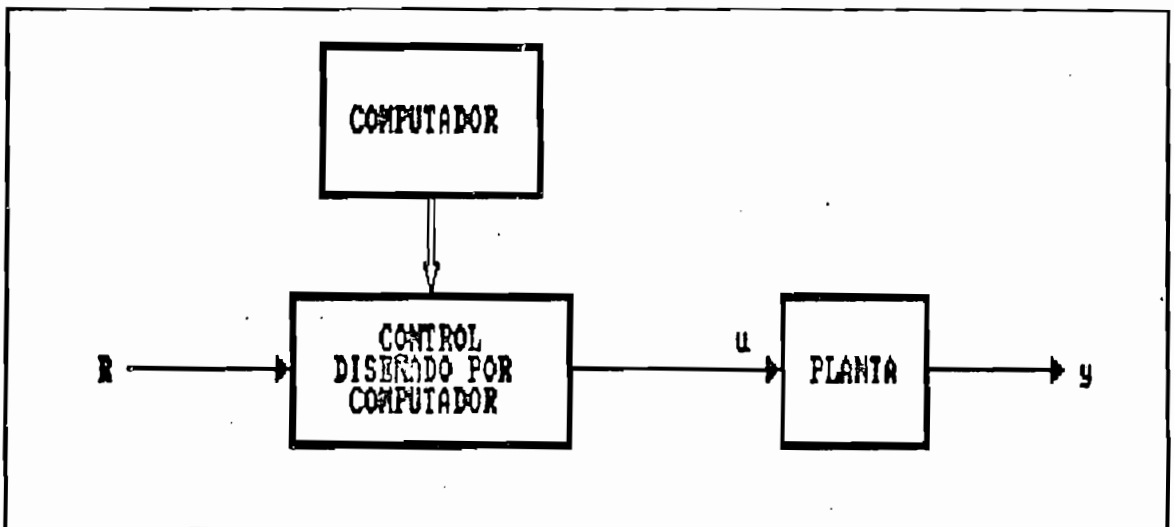 COMPUTADOR
R
CONTROL
DISEÑADO POR
COMPUTADOR
u
PLANTA
y